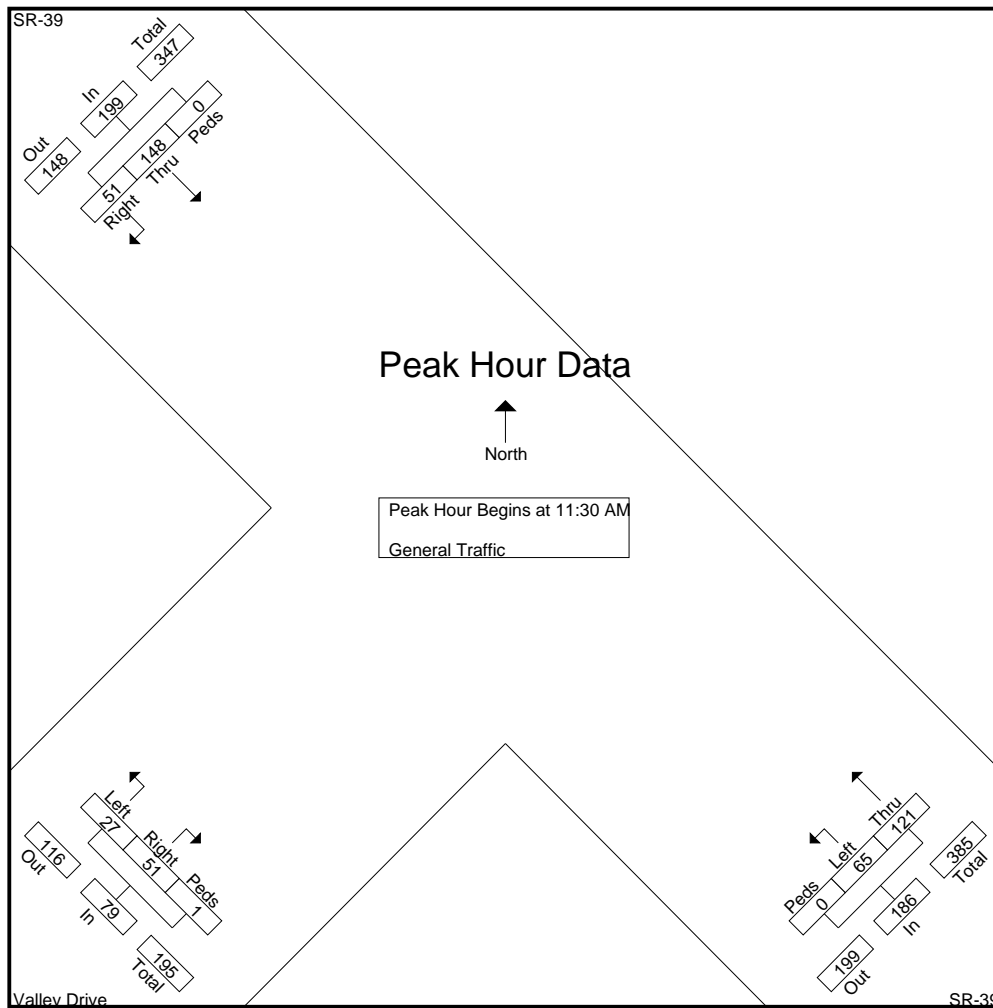 SR-39
Total
347
In
199
Out
148
0
148
51
Peds
Thru
Right
Peak Hour Data
North
Peak Hour Begins at 11:30 AM
General Traffic
Left
27
Right
51
Peds
1
Out
116
In
79
Total
195
Valley Drive
Thru
121
Left
65
Peds
0
Total
385
In
186
Out
199
SR-39